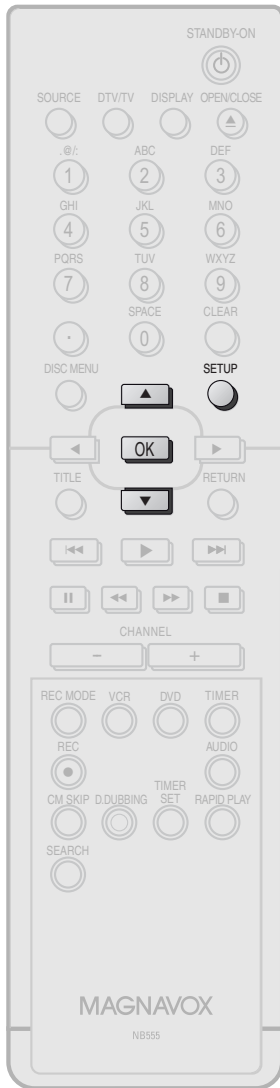 STANDBY-ON
SOURCE DTV/TV DISPLAY OPEN/CLOSE
.@/: ABC DEF
1 2 3
GHI JKL MNO
4 5 6
PQRS TUV WXYZ
7 8 9
SPACE CLEAR
. 0
DISC MENU SETUP
OK
TITLE RETURN
CHANNEL
- +
REC MODE VCR DVD TIMER
REC AUDIO
CM SKIP D.DUBBING TIMER SET RAPID PLAY
SEARCH
MAGNAVOX
NB555